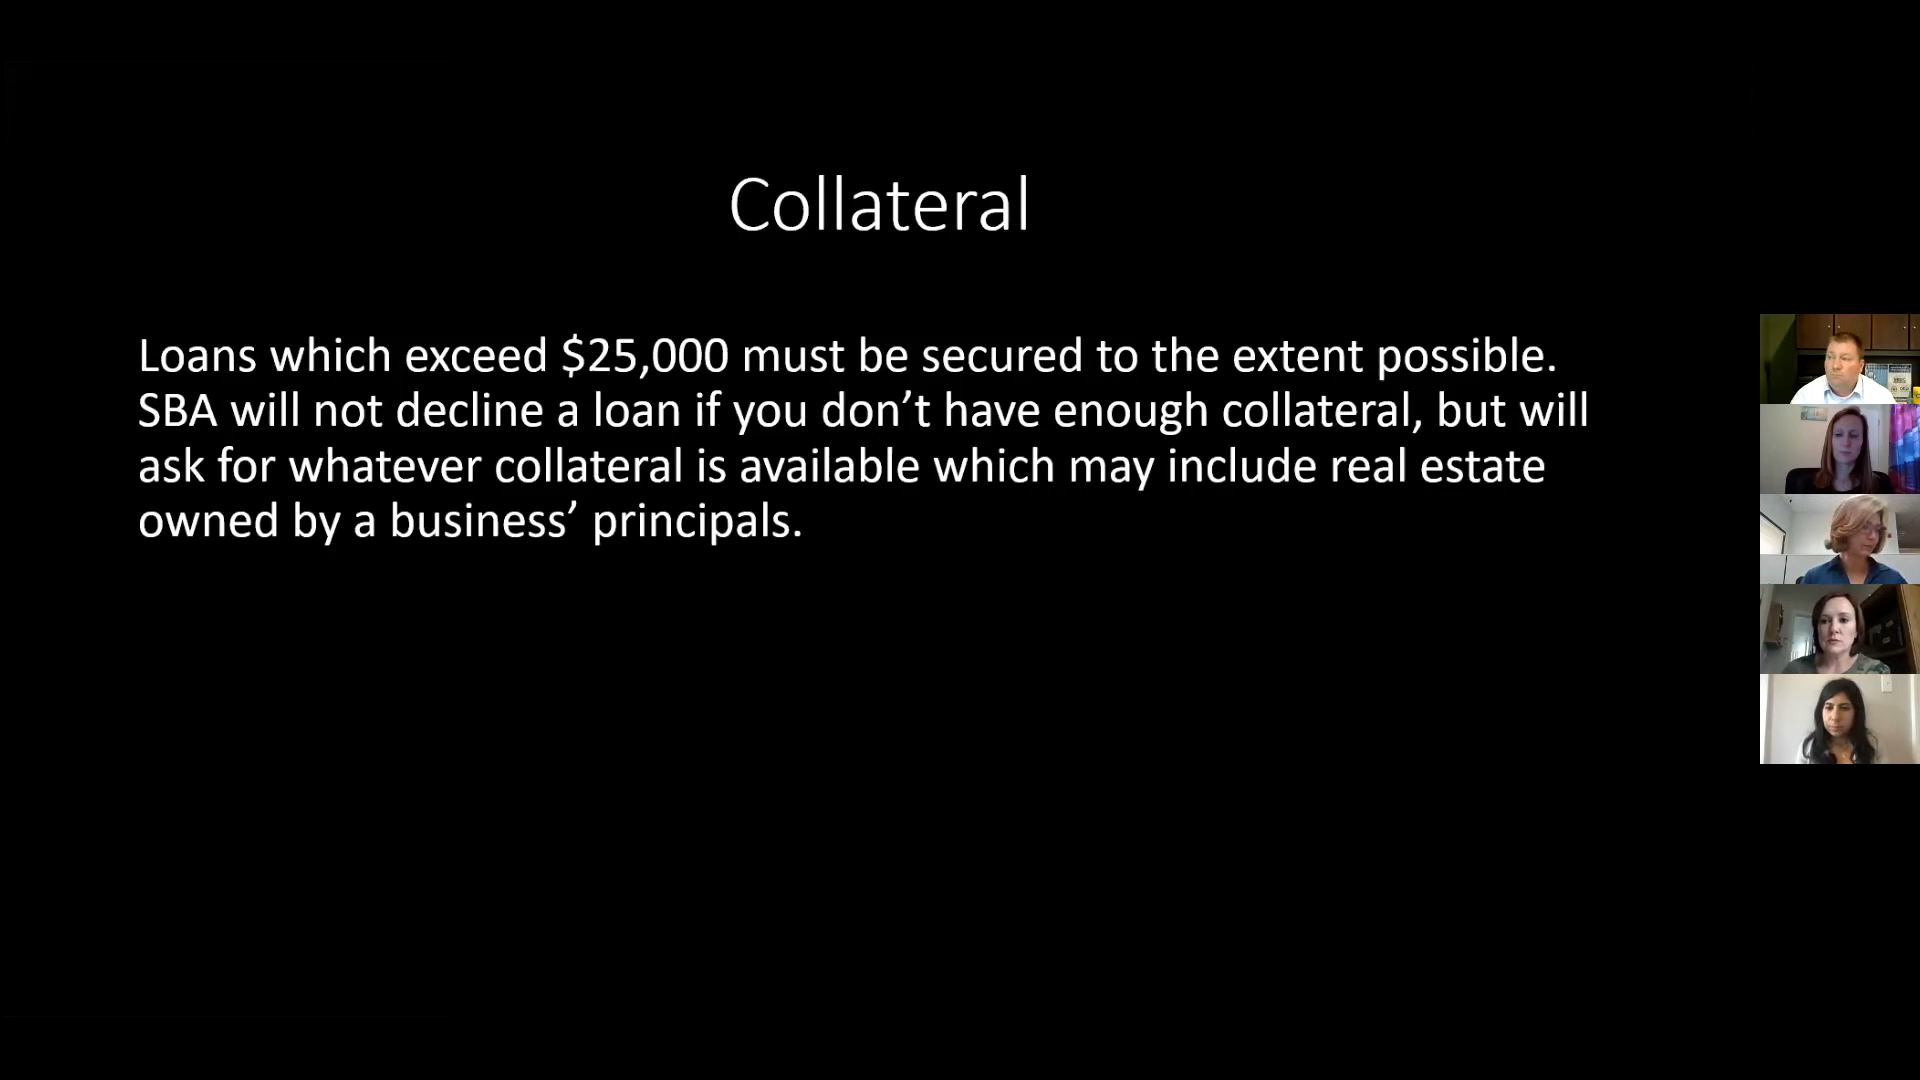 Collateral
Loans which exceed $25,000 must be secured to the extent possible.
SBA will not decline a loan if you don’t have enough collateral, but will
ask for whatever collateral is available which may include real estate
owned by a business’ principals.